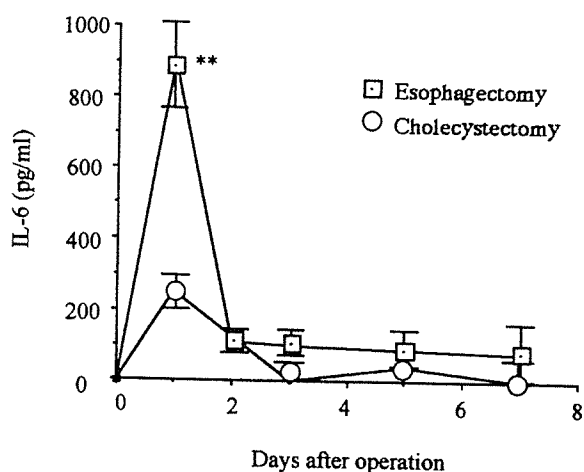 1000
800
600
400
200
0
IL-6 (pg/ml)
**
Esophagectomy
Cholecystectomy
0 2 4 6 8
Days after operation